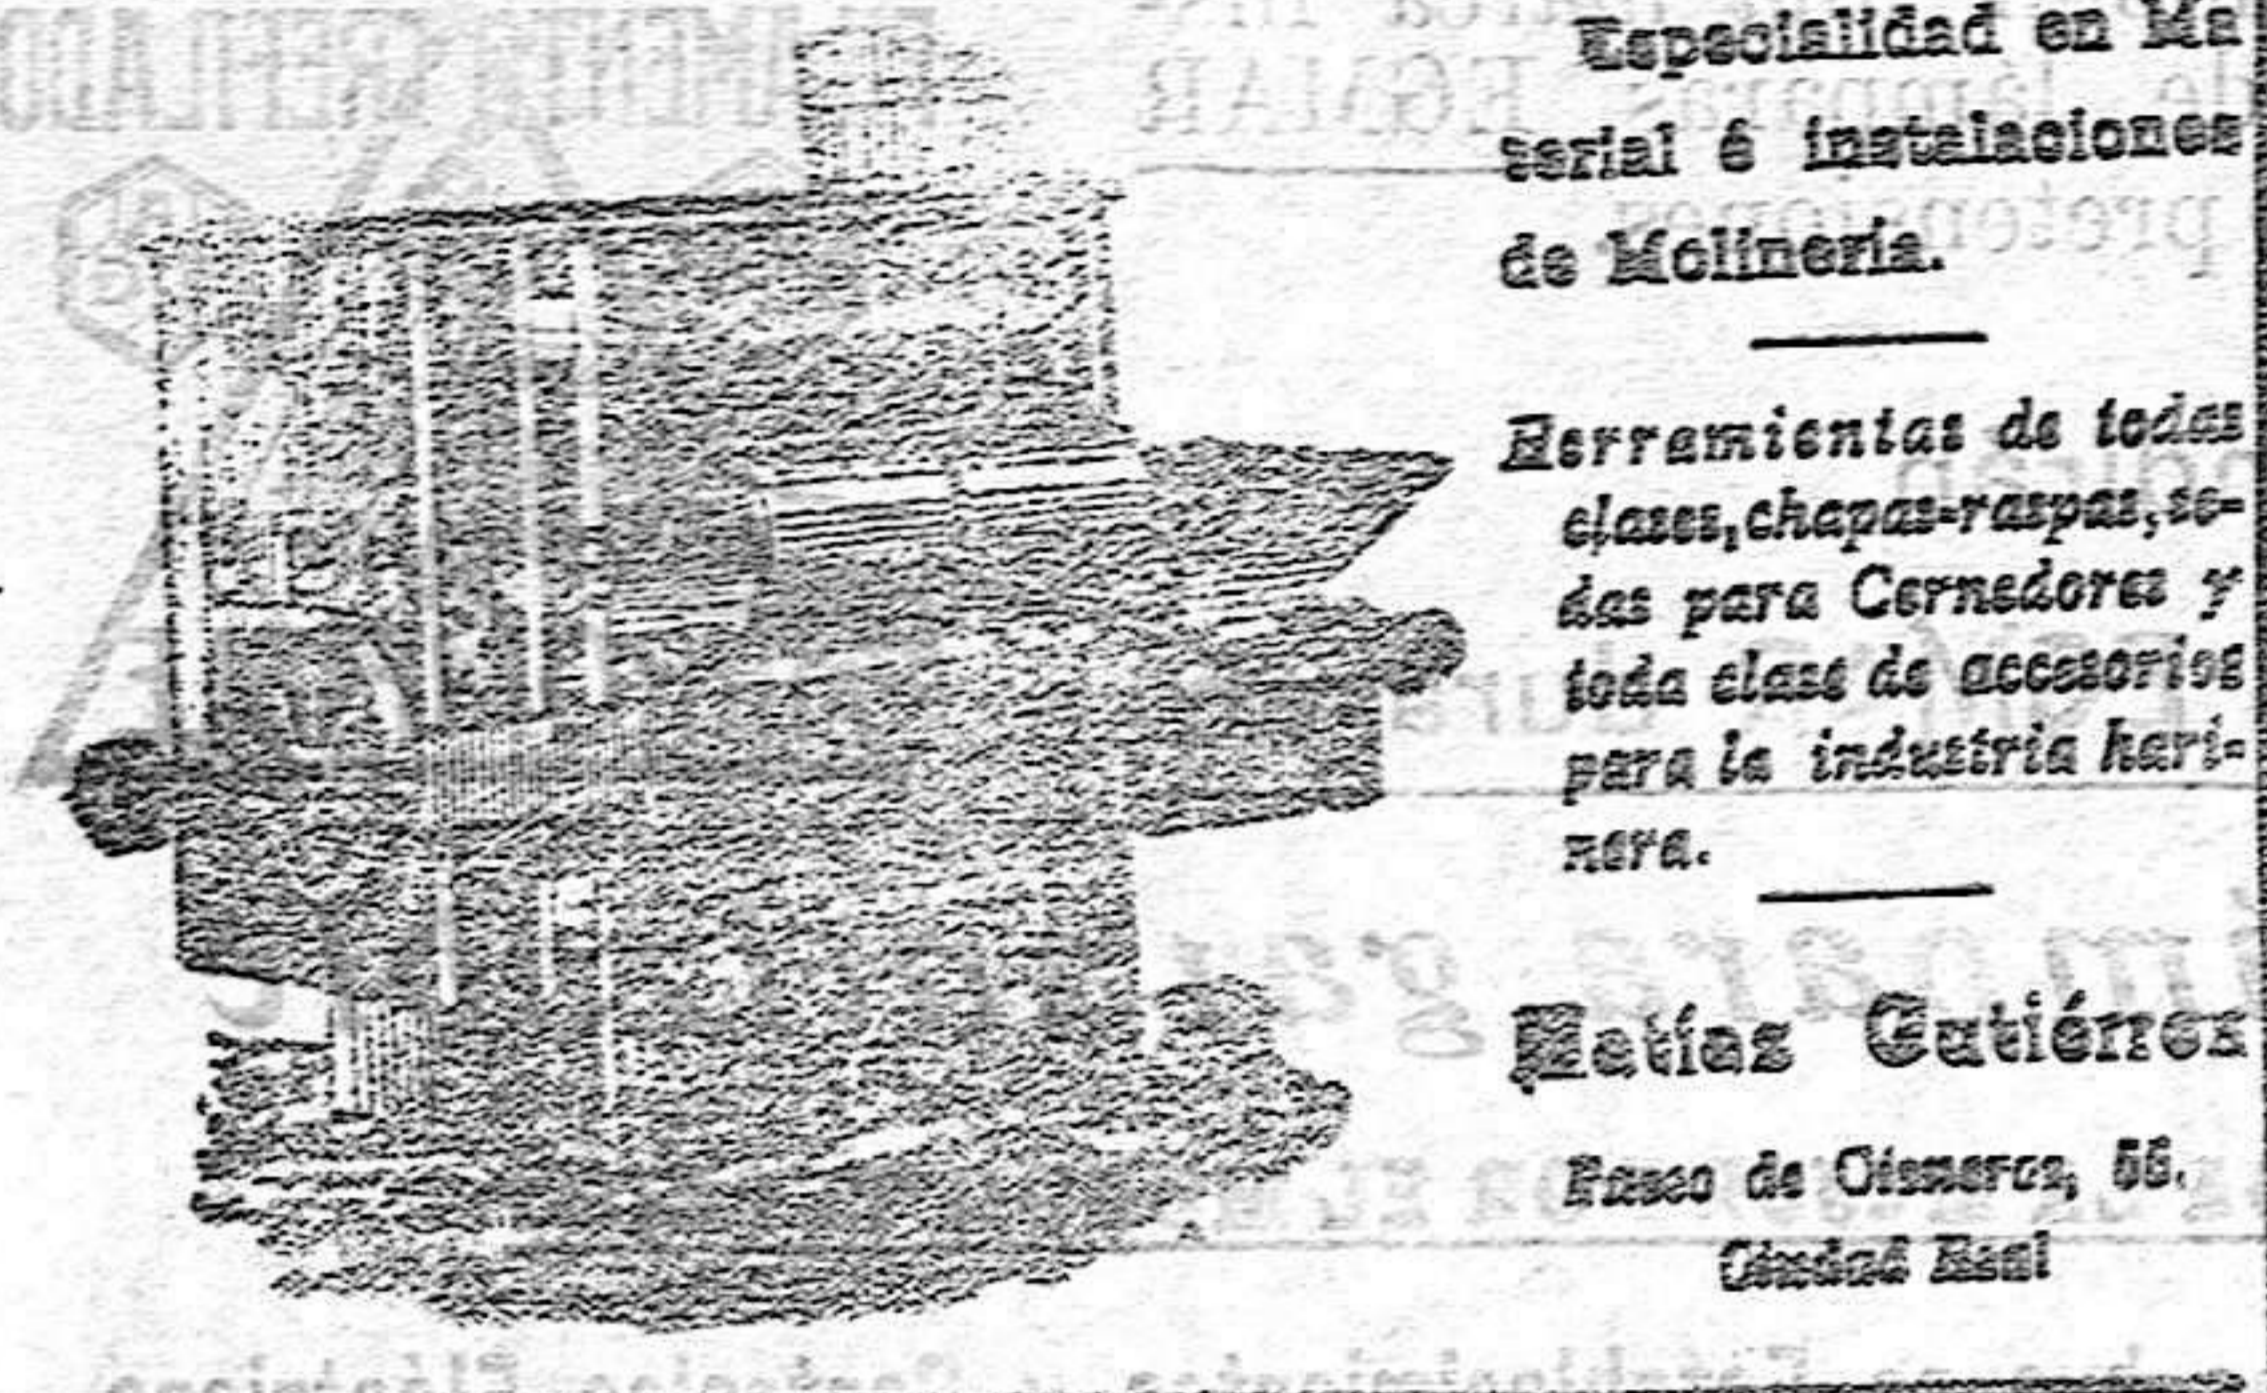 Especialidad en Ma
terial é instalaciones
de Molinería.
Herramientas de todas
clases, chapas-raspas, se-
das para Cernedores y
toda clase de accesorios
para la industria hari-
nera.
Matías Gutiérrez
Paseo de Cisneros,
Ciudad Real